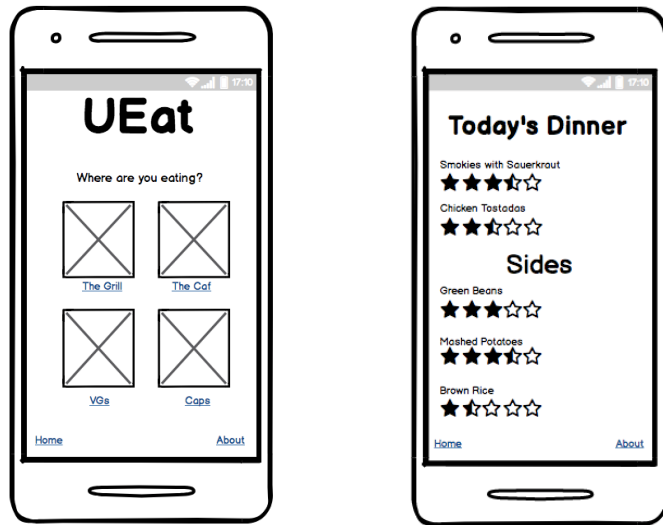 17:10
UEat
Where are you eating?
The Grill The Caf
VGs Caps
Home About
17:10
Today's Dinner
Smokies with Sauerkraut
Chicken Tostadas
Sides
Green Beans
Mashed Potatoes
Brown Rice
Home About